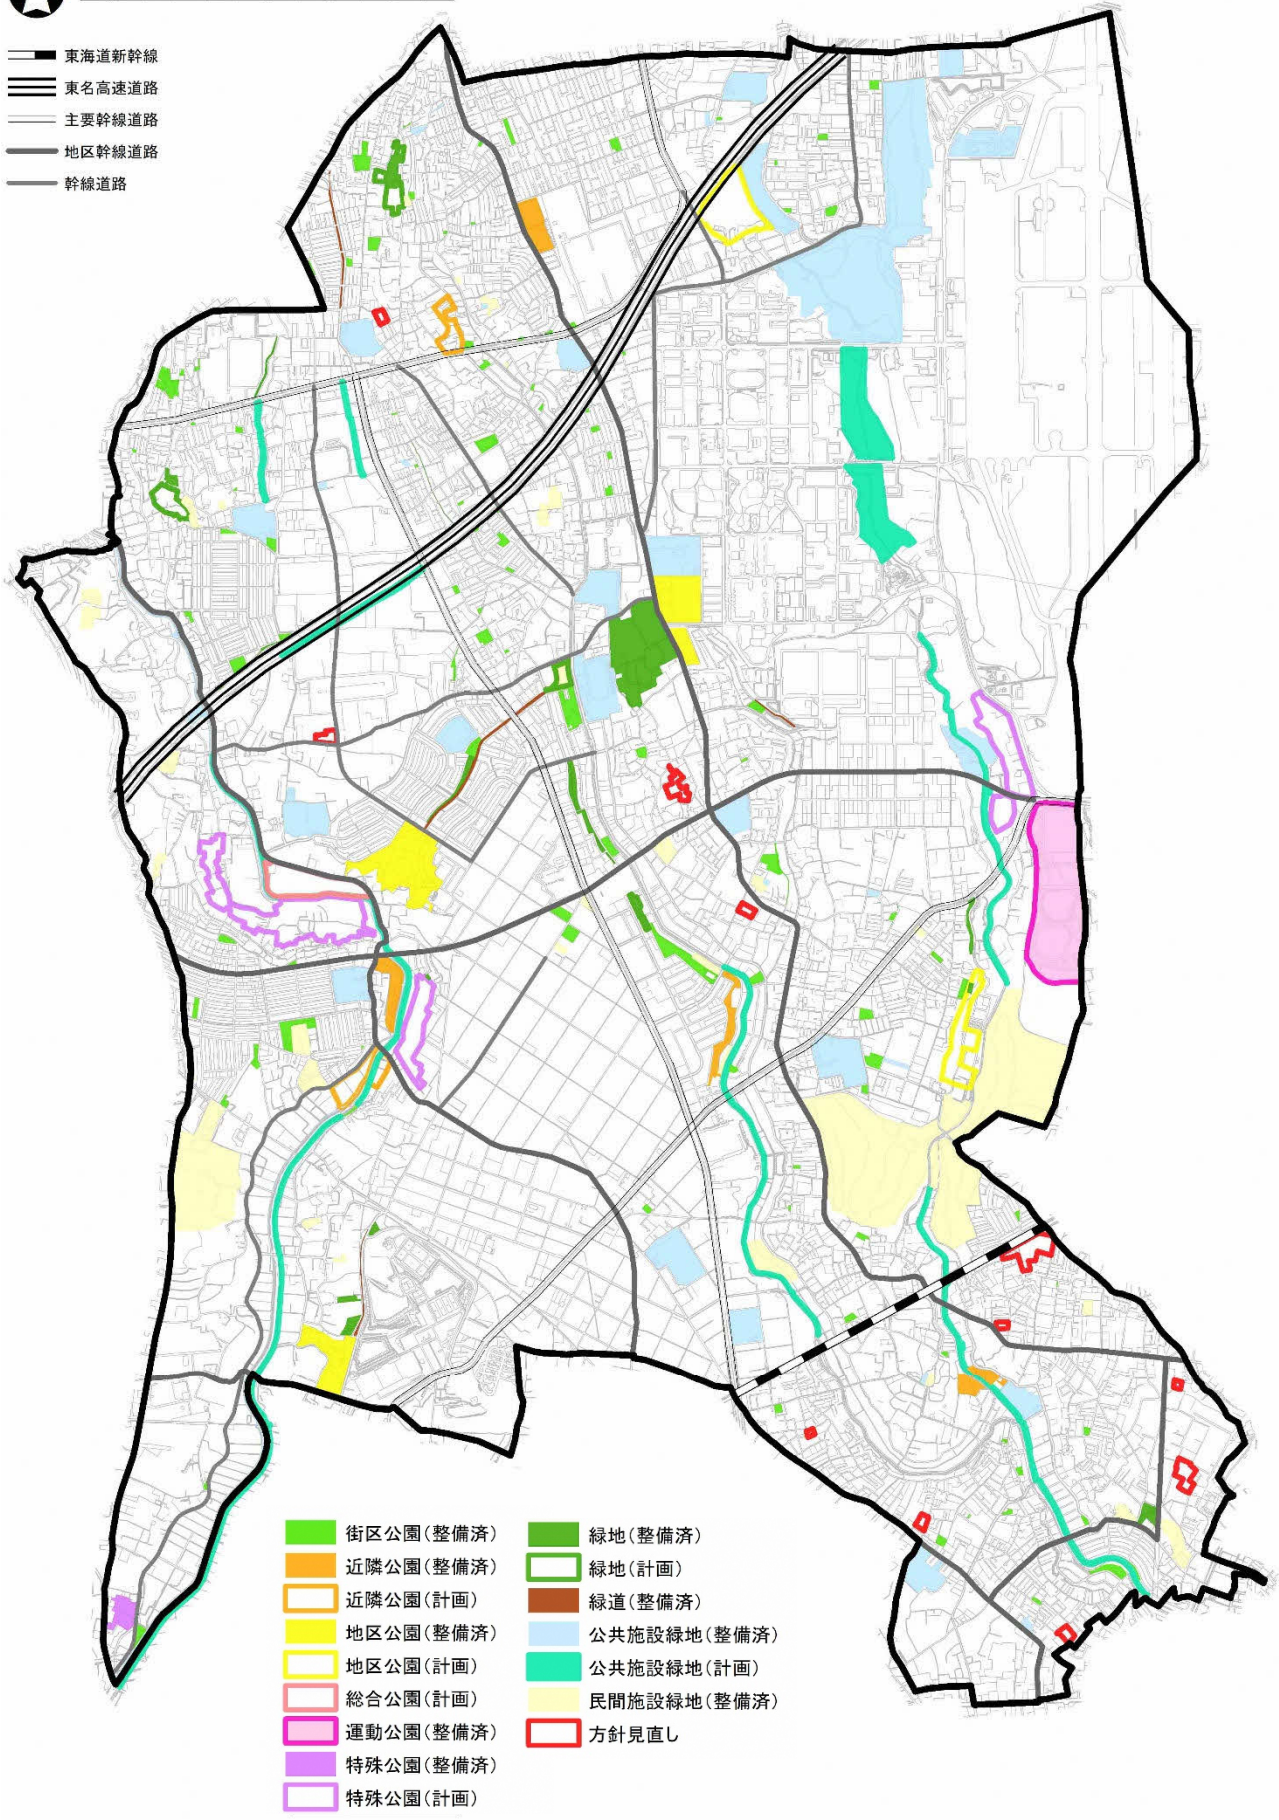 東海道新幹線
東名高速道路
主要幹線道路
地区幹線道路
幹線道路
街区公園(整備済)
近隣公園(整備済)
近隣公園(計画)
地区公園(整備済)
地区公園(計画)
総合公園(計画)
運動公園(整備済)
特殊公園(整備済)
特殊公園(計画)
緑地(整備済)
緑地(計画)
緑道(整備済)
公共施設緑地(整備済)
公共施設緑地(計画)
民間施設緑地(整備済)
方針見直し